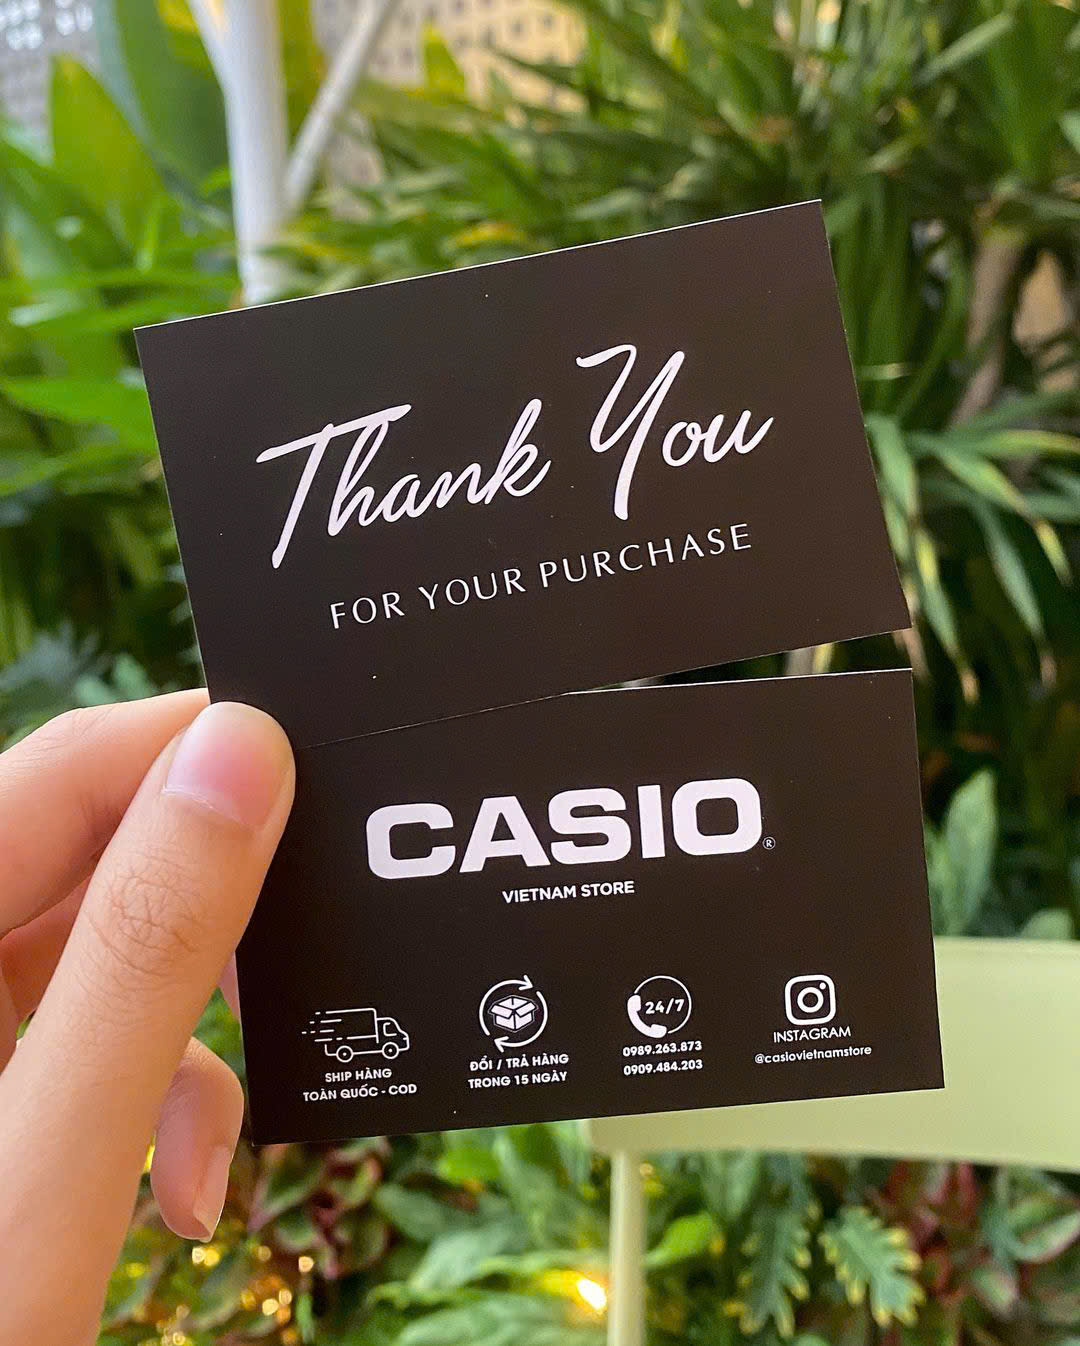 Thank You
FOR YOUR PURCHASE
CASIO®
VIETNAM STORE
SHIP HÀNG
TOÀN QUỐC - COD
ĐỔI / TRẢ HÀNG
TRONG 15 NGÀY
24/7
0989.263.873
0909.484.203
INSTAGRAM
@casiovietnamstore